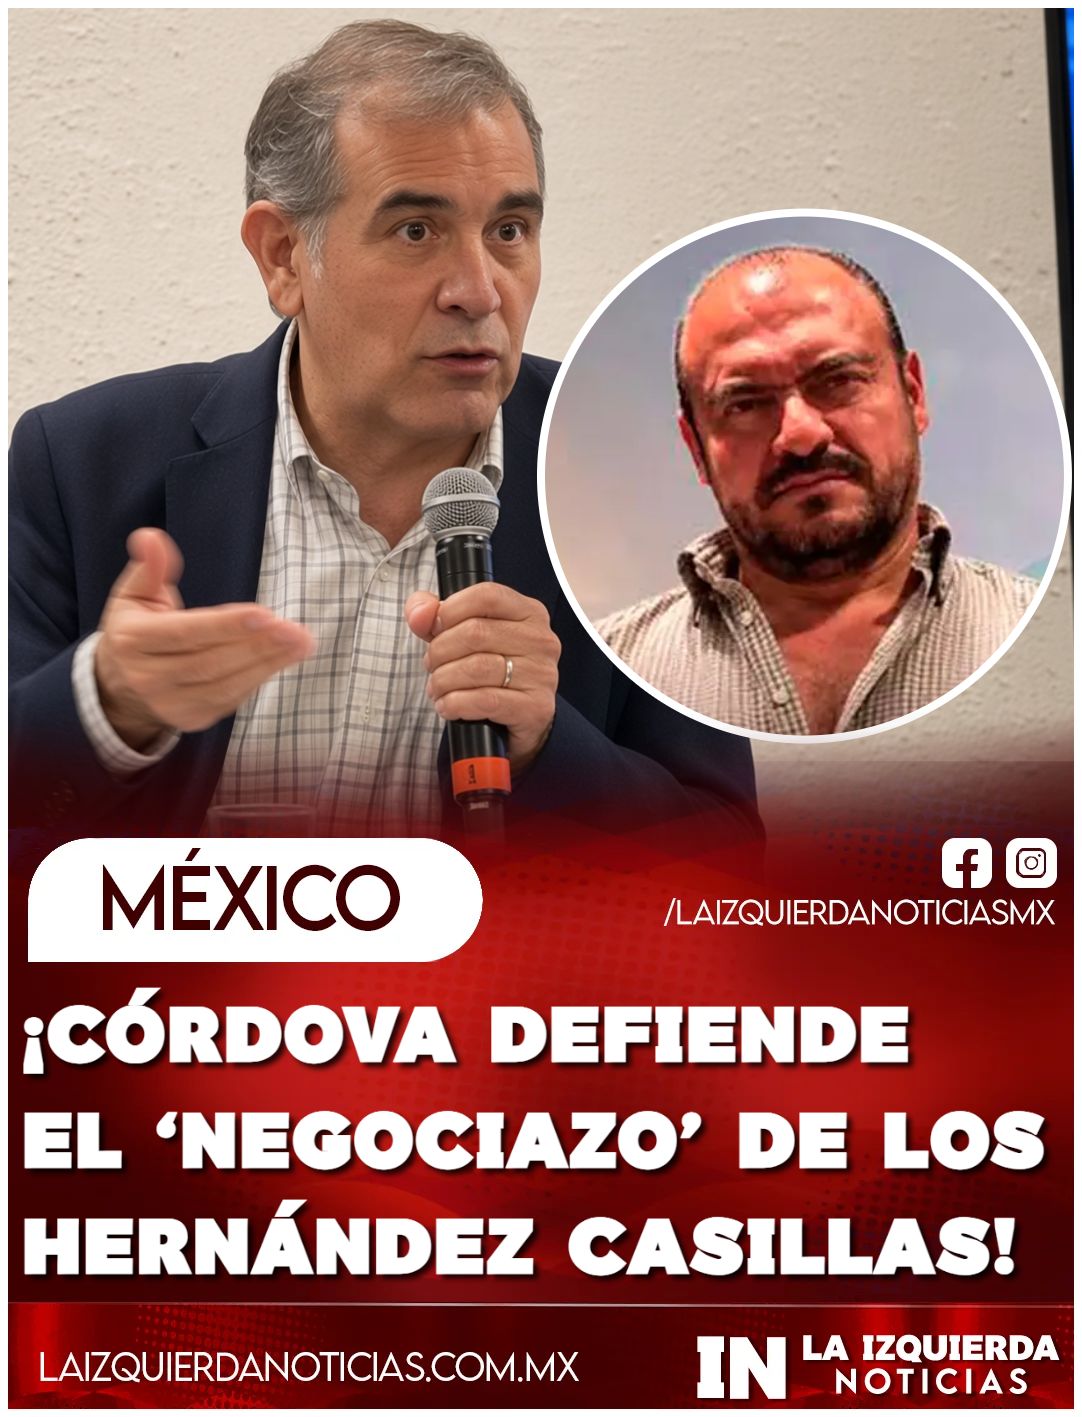 MÉXICO
/LAIZQUIERDANOTICIASMX
¡CÓRDOVA DEFIENDE
EL ‘NEGOCIAZO’ DE LOS
HERNÁNDEZ CASILLAS!
LAIZQUIERDANOTICIAS.COM.MX
IN LA IZQUIERDA
NOTICIAS